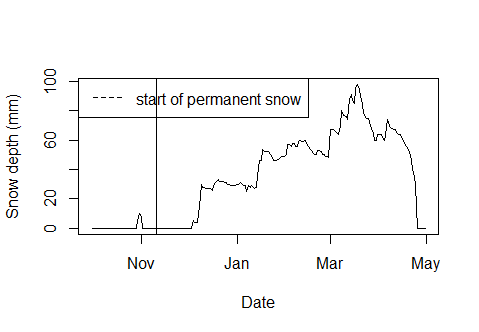 start of permanent snow
Snow depth (mm)
100
60
20
0
Nov
Jan
Mar
May
Date